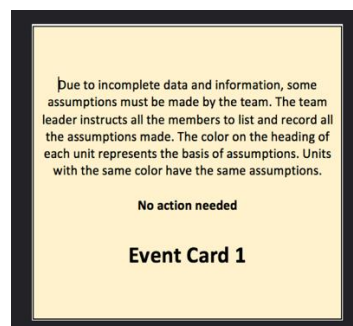 Due to incomplete data and information, some
assumptions must be made by the team. The team
leader instructs all the members to list and record all
the assumptions made. The color on the heading of
each unit represents the basis of assumptions. Units
with the same color have the same assumptions.
No action needed
Event Card 1